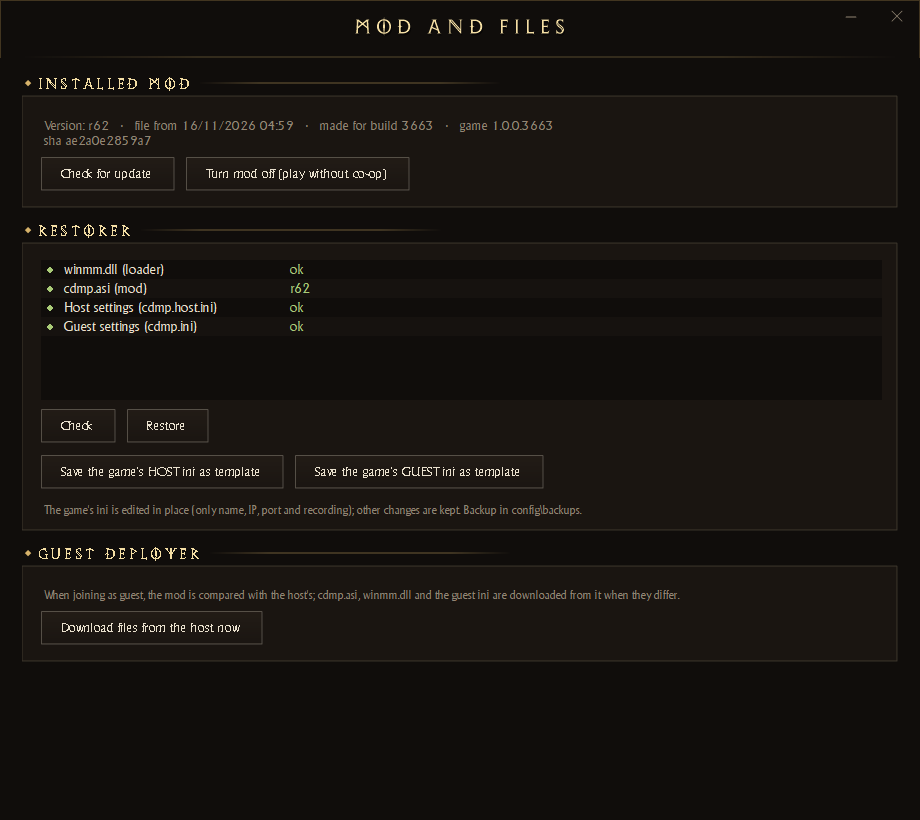 MOD AND FILES
INSTALLED MOD
Version: r62 · file from 16/11/2026 04:59 · made for build 3663 · game 1.0.0.3663
sha ae2a0e2859a7
Check for update
Turn mod off (play without co-op)
RESTORER
winmm.dll (loader) ok
cdmp.asi (mod) r62
Host settings (cdmp.host.ini) ok
Guest settings (cdmp.ini) ok
Check
Restore
Save the game's HOST ini as template
Save the game's GUEST ini as template
The game's ini is edited in place (only name, IP, port and recording); other changes are kept. Backup in config\backups.
GUEST DEPLOYER
When joining as guest, the mod is compared with the host's; cdmp.asi, winmm.dll and the guest ini are downloaded from it when they differ.
Download files from the host now